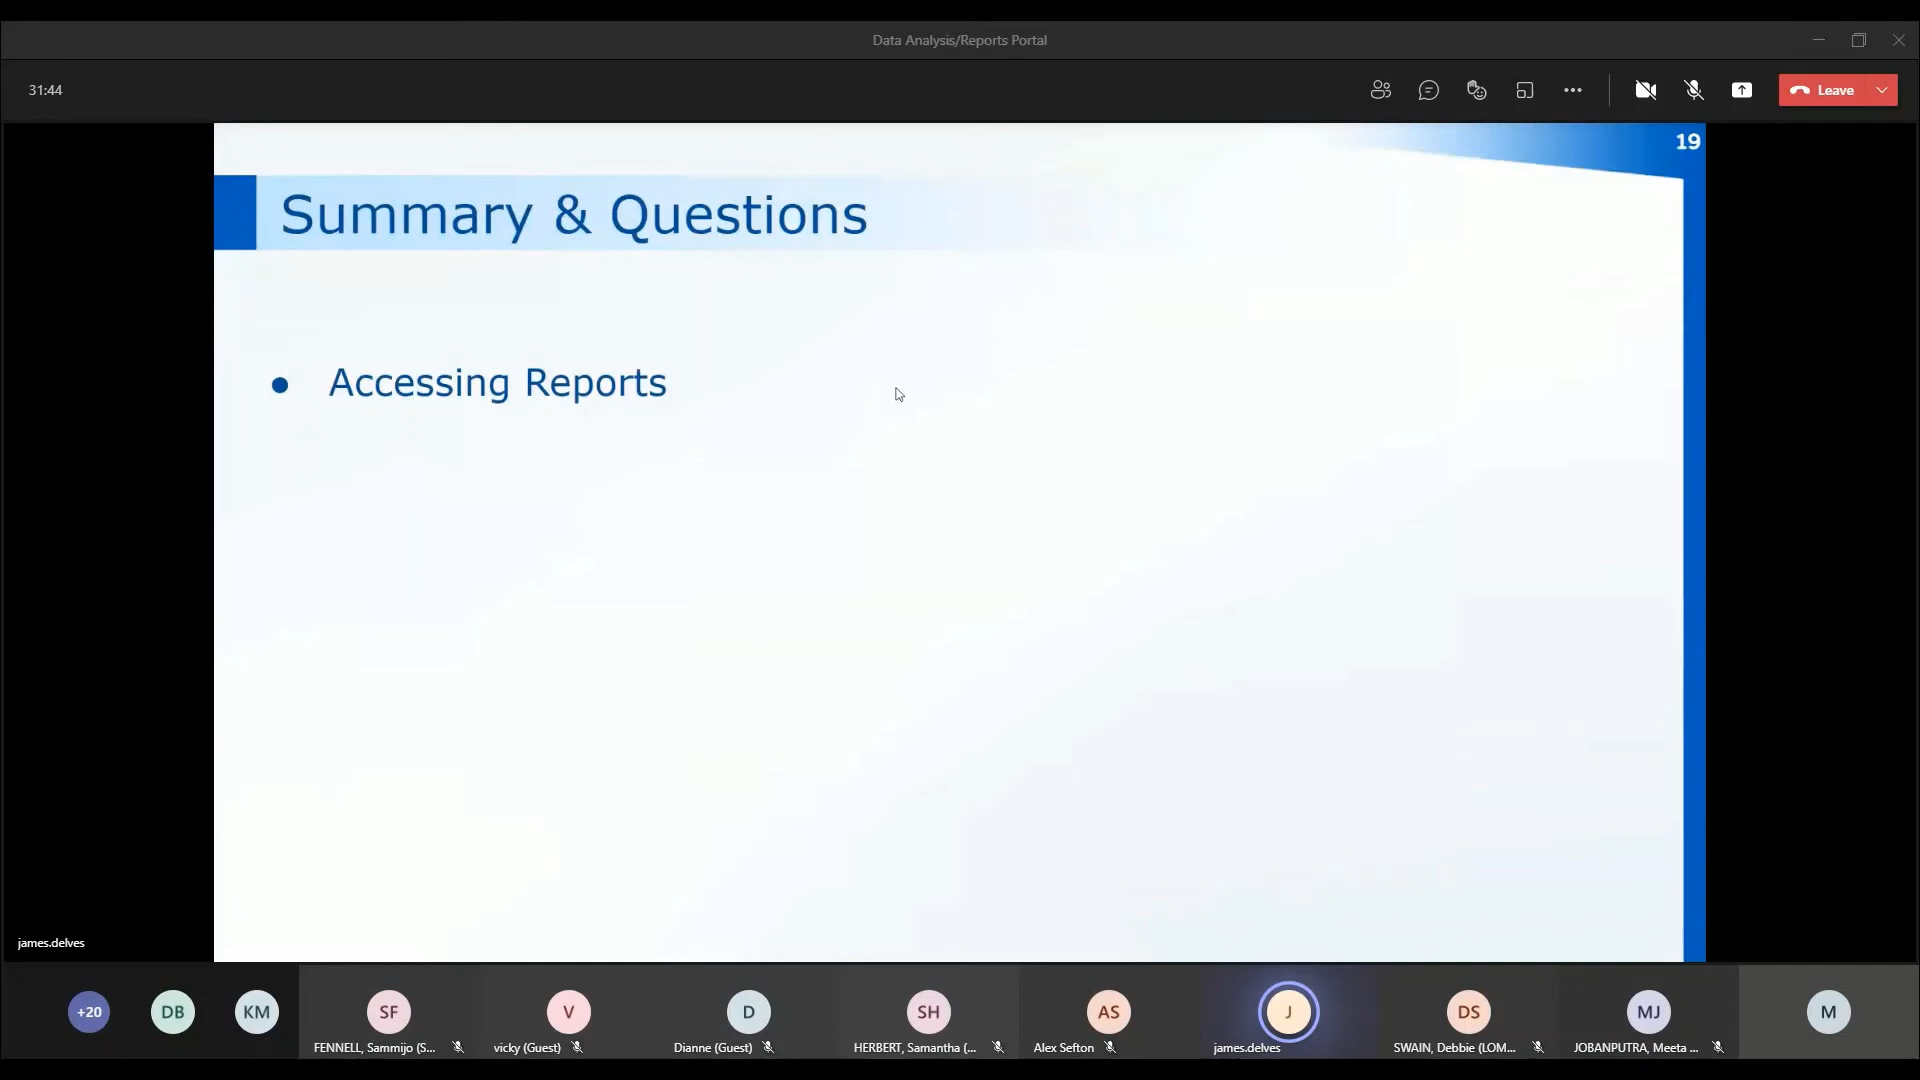 Data Analysis/Reports Portal
31:44
Leave
19
Summary & Questions
• Accessing Reports
james.delves
+20
DB
KM
SF
V
D
SH
AS
J
DS
MJ
M
FENNELL, Sammijo (S...
vicky (Guest)
Dianne (Guest)
HERBERT, Samantha (...
Alex Sefton
james.delves
SWAIN, Debbie (LOM...
JOBANPUTRA, Meeta ...